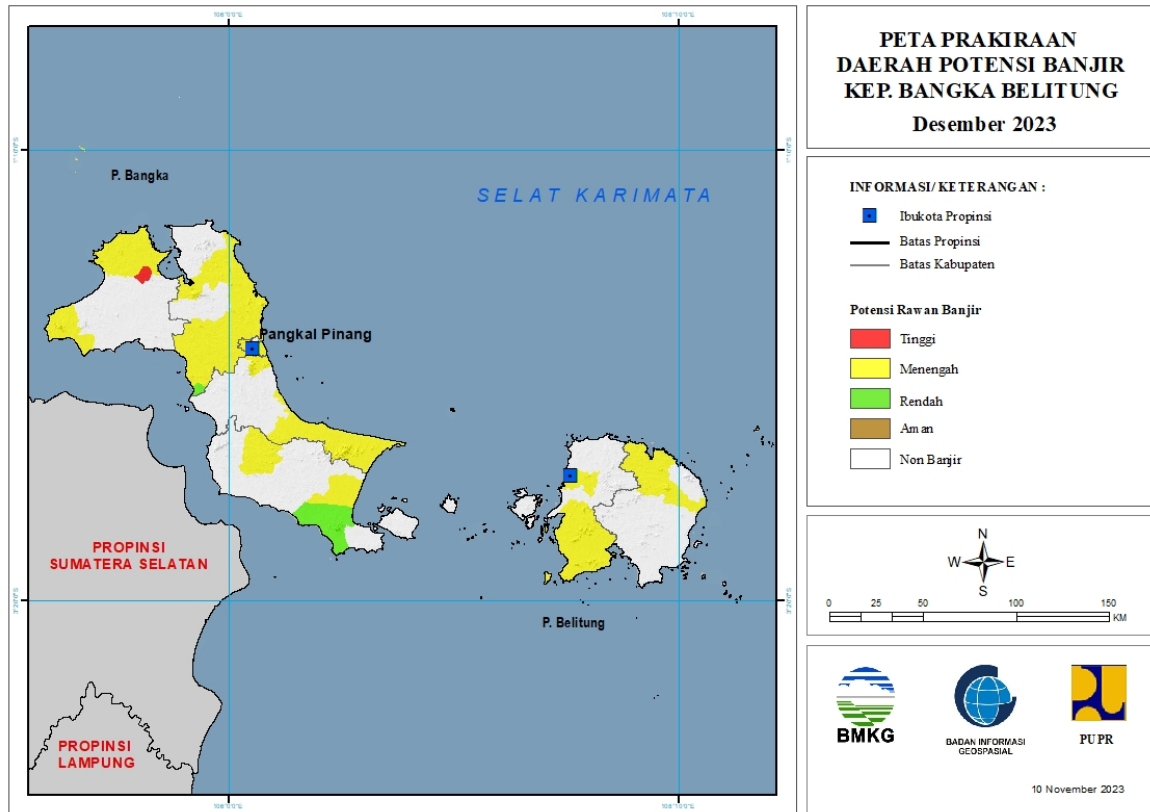 PETA PRAKIRAAN
DAERAH POTENSI BANJIR
KEP. BANGKA BELITUNG
Desember 2023
P. Bangka
SELAT KARIMATA
Pangkal Pinang
PROPINSI
SUMATERA SELATAN
P. Belitung
PROPINSI
LAMPUNG
INFORMASI/ KETERANGAN :
Ibukota Propinsi
Batas Propinsi
Batas Kabupaten
Potensi Rawan Banjir
Tinggi
Menengah
Rendah
Aman
Non Banjir
N
W E
S
0 25 50 100 150
KM
BMKG
BADAN INFORMASI
GEOSPASIAL
PUPR
10 November 2023